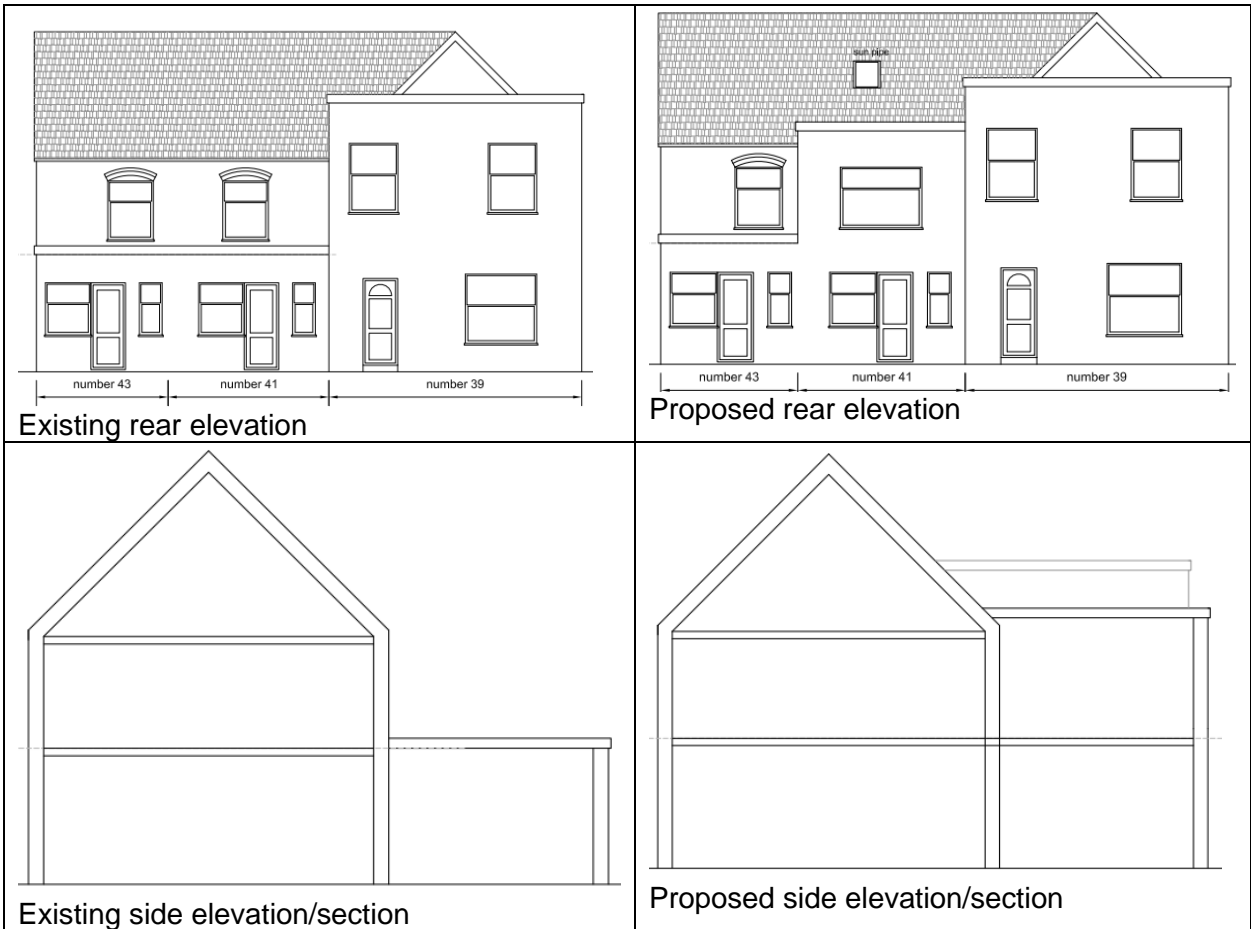 number 43
number 41
number 39
Existing rear elevation
sun pipe
number 43
number 41
number 39
Proposed rear elevation
Existing side elevation/section
Proposed side elevation/section